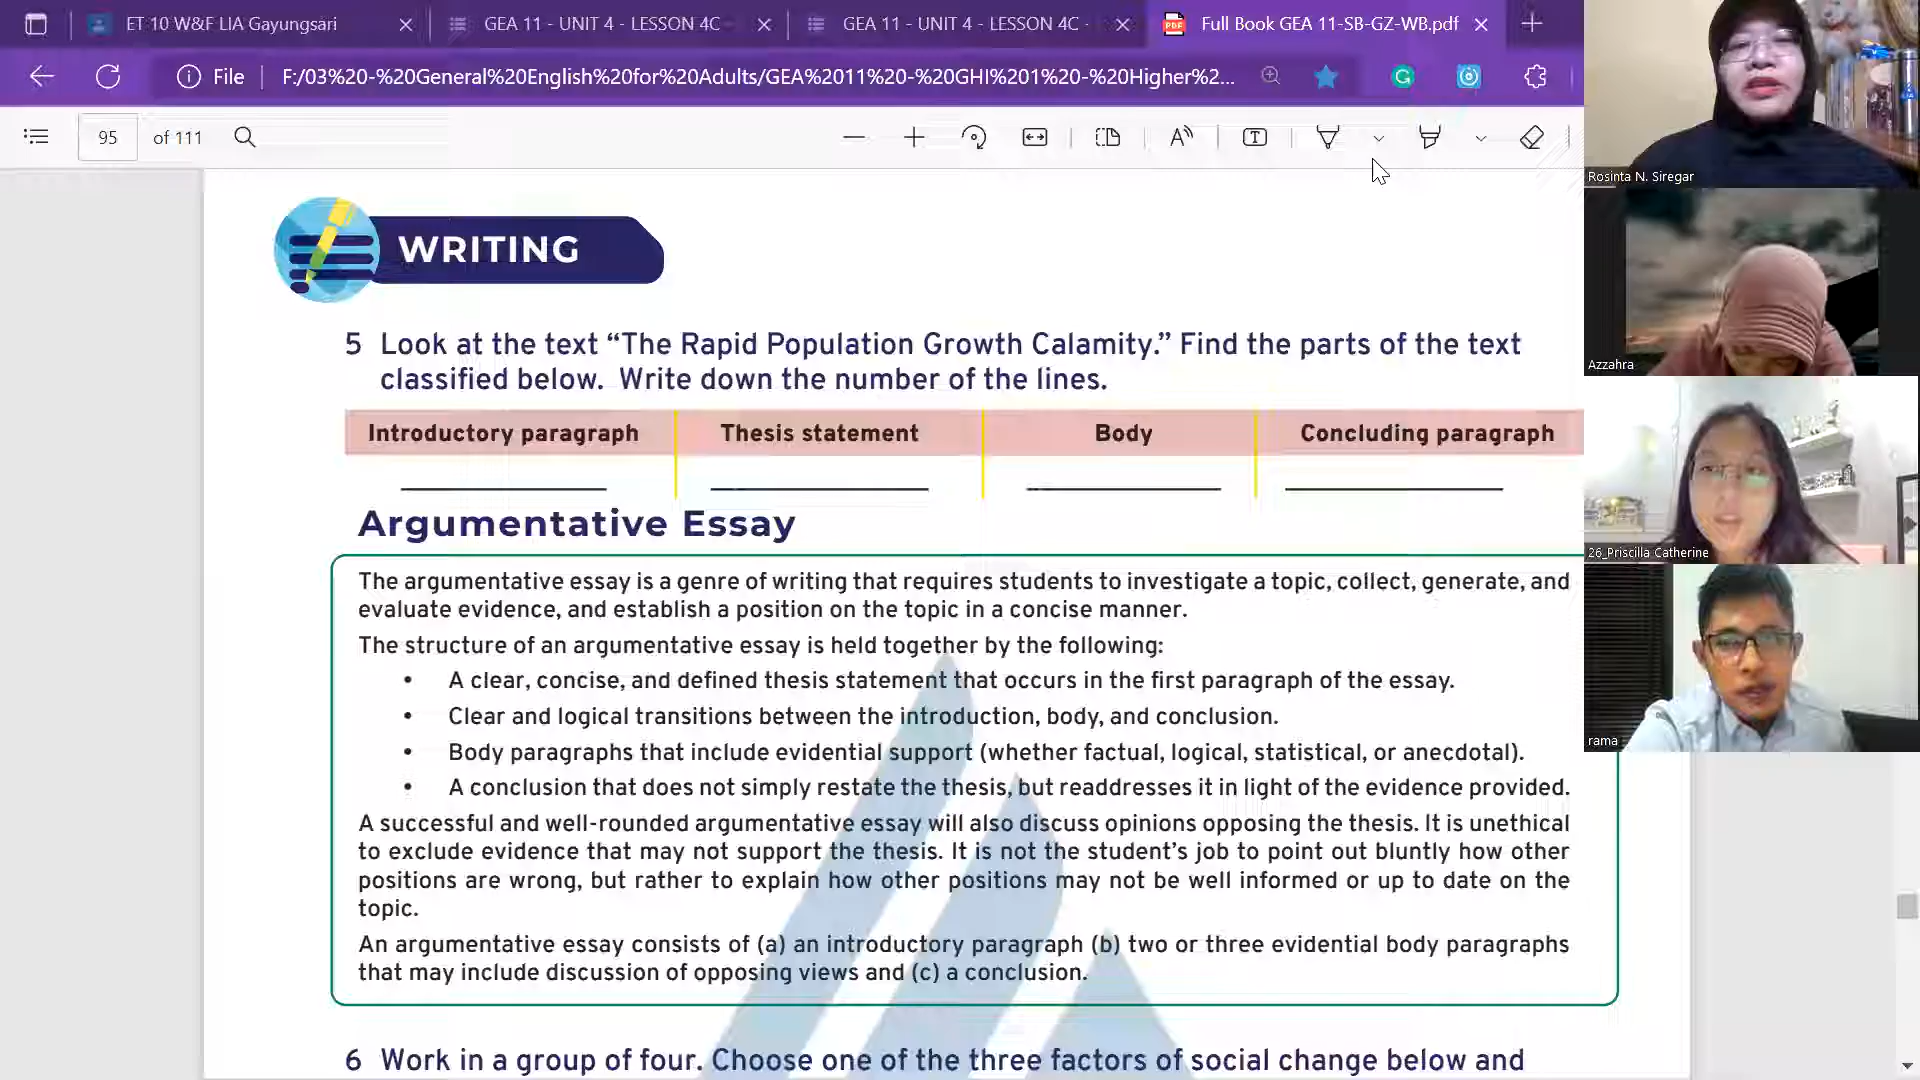 ET 10 W&F LIA Gayungsari
GEA 11 - UNIT 4 - LESSON 4C
GEA 11 - UNIT 4 - LESSON 4C -
PDF
Full Book GEA 11-SB-GZ-WB.pdf
File
F:/03%20-%20General%20English%20for%20Adults/GEA%2011%20-%20GHI%201%20-%20Higher%2...
95 of 111
WRITING
5 Look at the text “The Rapid Population Growth Calamity.” Find the parts of the text
classified below. Write down the number of the lines.
Introductory paragraph
Thesis statement
Body
Concluding paragraph
Argumentative Essay
The argumentative essay is a genre of writing that requires students to investigate a topic, collect, generate, and
evaluate evidence, and establish a position on the topic in a concise manner.
The structure of an argumentative essay is held together by the following:
• A clear, concise, and defined thesis statement that occurs in the first paragraph of the essay.
• Clear and logical transitions between the introduction, body, and conclusion.
• Body paragraphs that include evidential support (whether factual, logical, statistical, or anecdotal).
• A conclusion that does not simply restate the thesis, but readdresses it in light of the evidence provided.
A successful and well-rounded argumentative essay will also discuss opinions opposing the thesis. It is unethical
to exclude evidence that may not support the thesis. It is not the student’s job to point out bluntly how other
positions are wrong, but rather to explain how other positions may not be well informed or up to date on the
topic.
An argumentative essay consists of (a) an introductory paragraph (b) two or three evidential body paragraphs
that may include discussion of opposing views and (c) a conclusion.
6 Work in a group of four. Choose one of the three factors of social change below and
Rosinta N. Siregar
Azzahra
26_Priscilla Catherine
rama